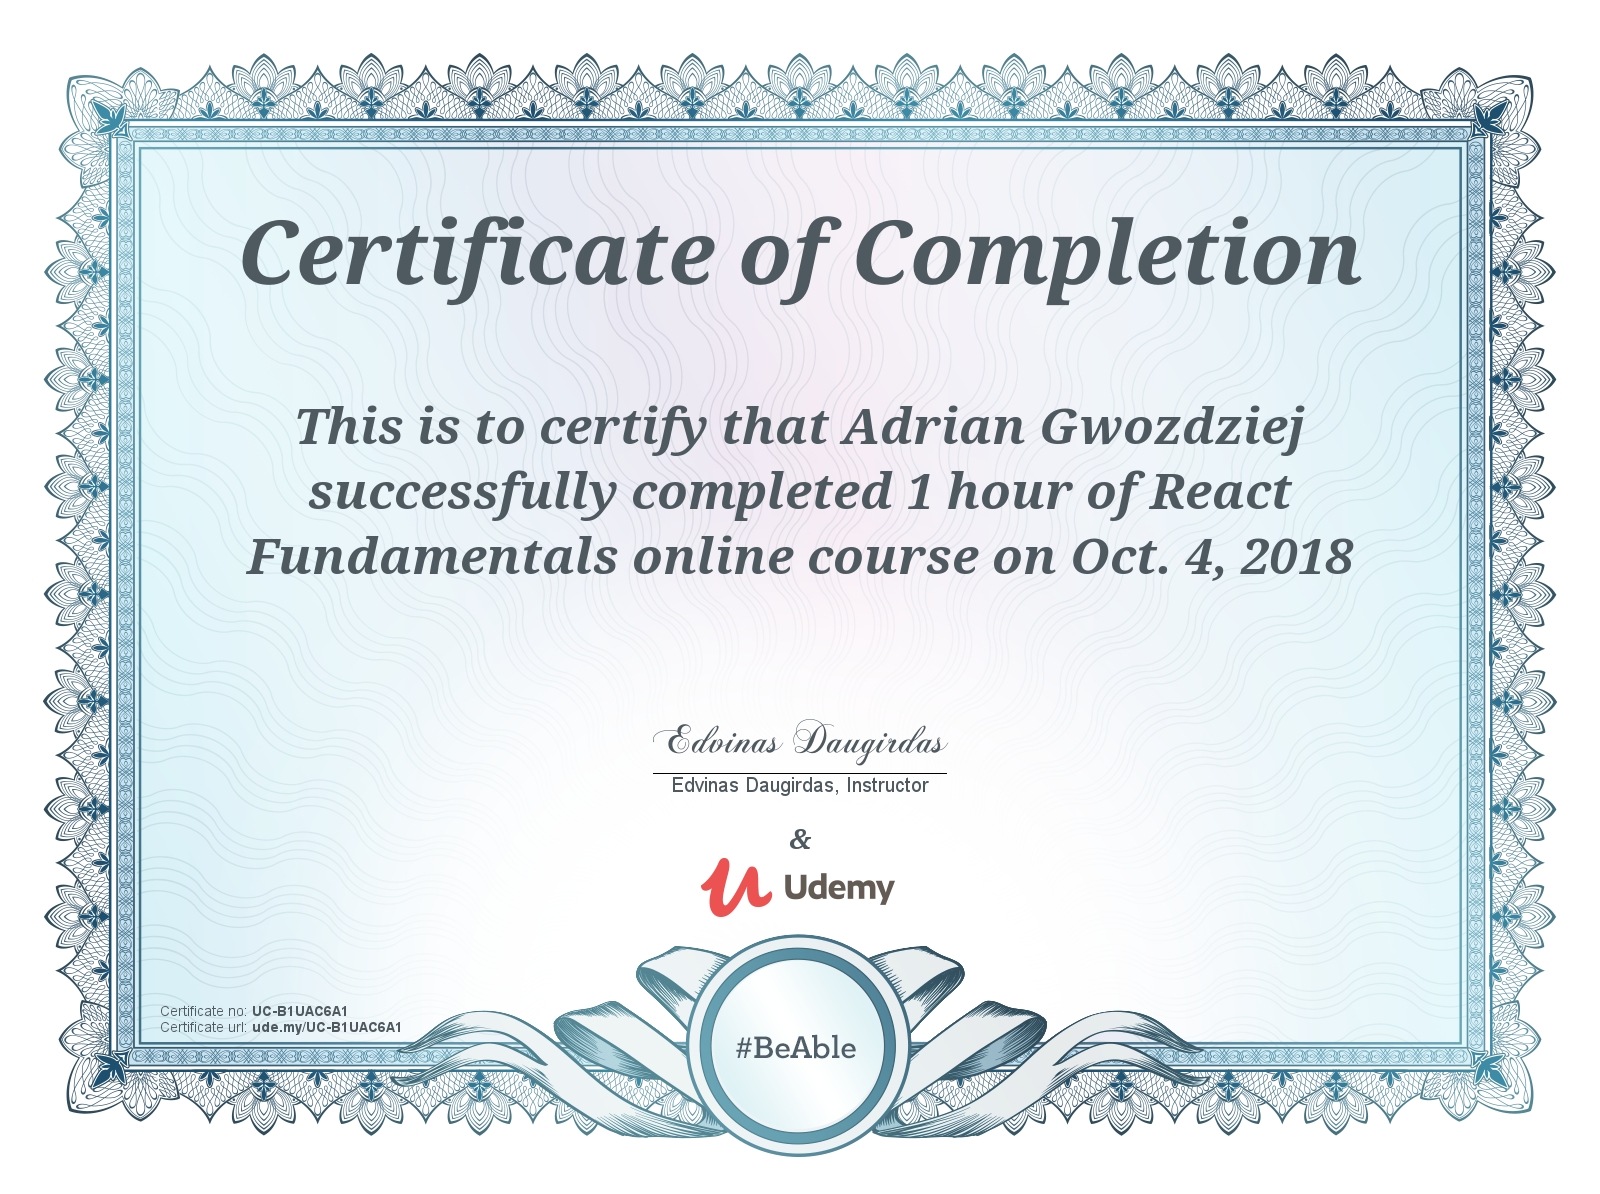 Certificate of Completion
This is to certify that Adrian Gwozdziej
successfully completed 1 hour of React
Fundamentals online course on Oct. 4, 2018
Edvinas Daugirdas
Edvinas Daugirdas, Instructor
&
Udemy
Certificate no: UC-B1UAC6A1
Certificate url: ude.my/UC-B1UAC6A1
#BeAble